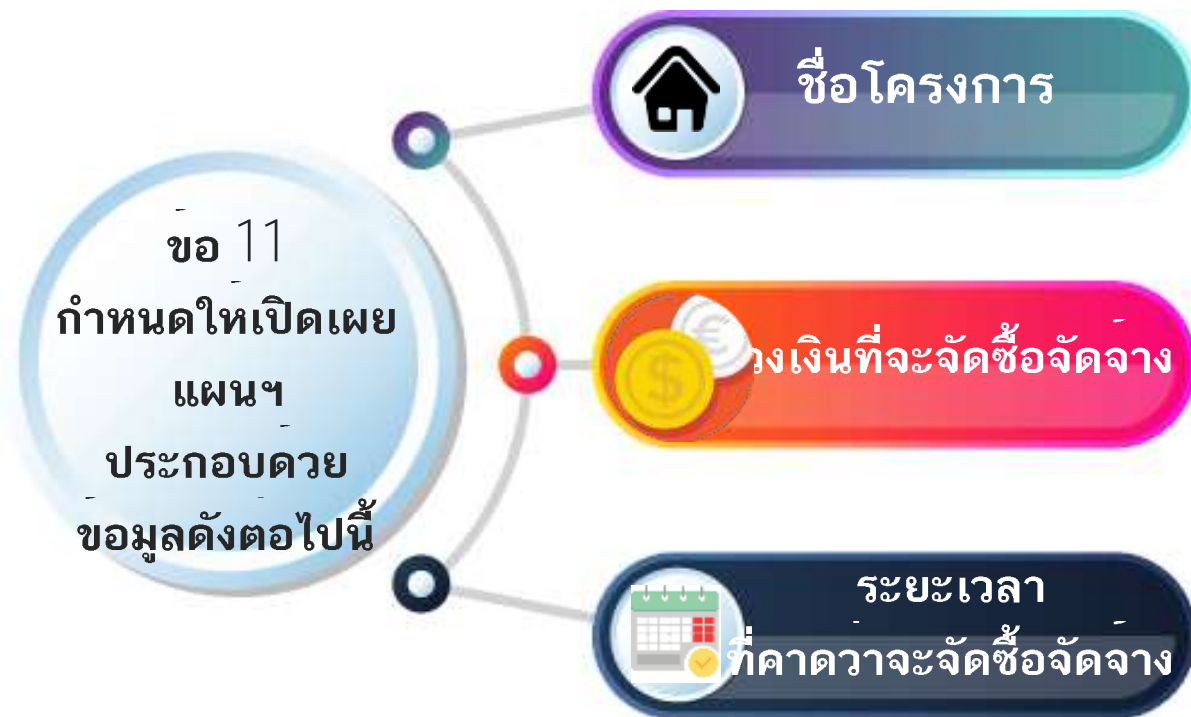 ข้อ 11
กำหนดให้เปิดเผย
แผนฯ
ประกอบด้วย
ข้อมูลดังต่อไปนี้
ชื่อโครงการ
วงเงินที่จะจัดซื้อจัดจ้าง
ระยะเวลา
ที่คาดว่าจะจัดซื้อจัดจ้าง